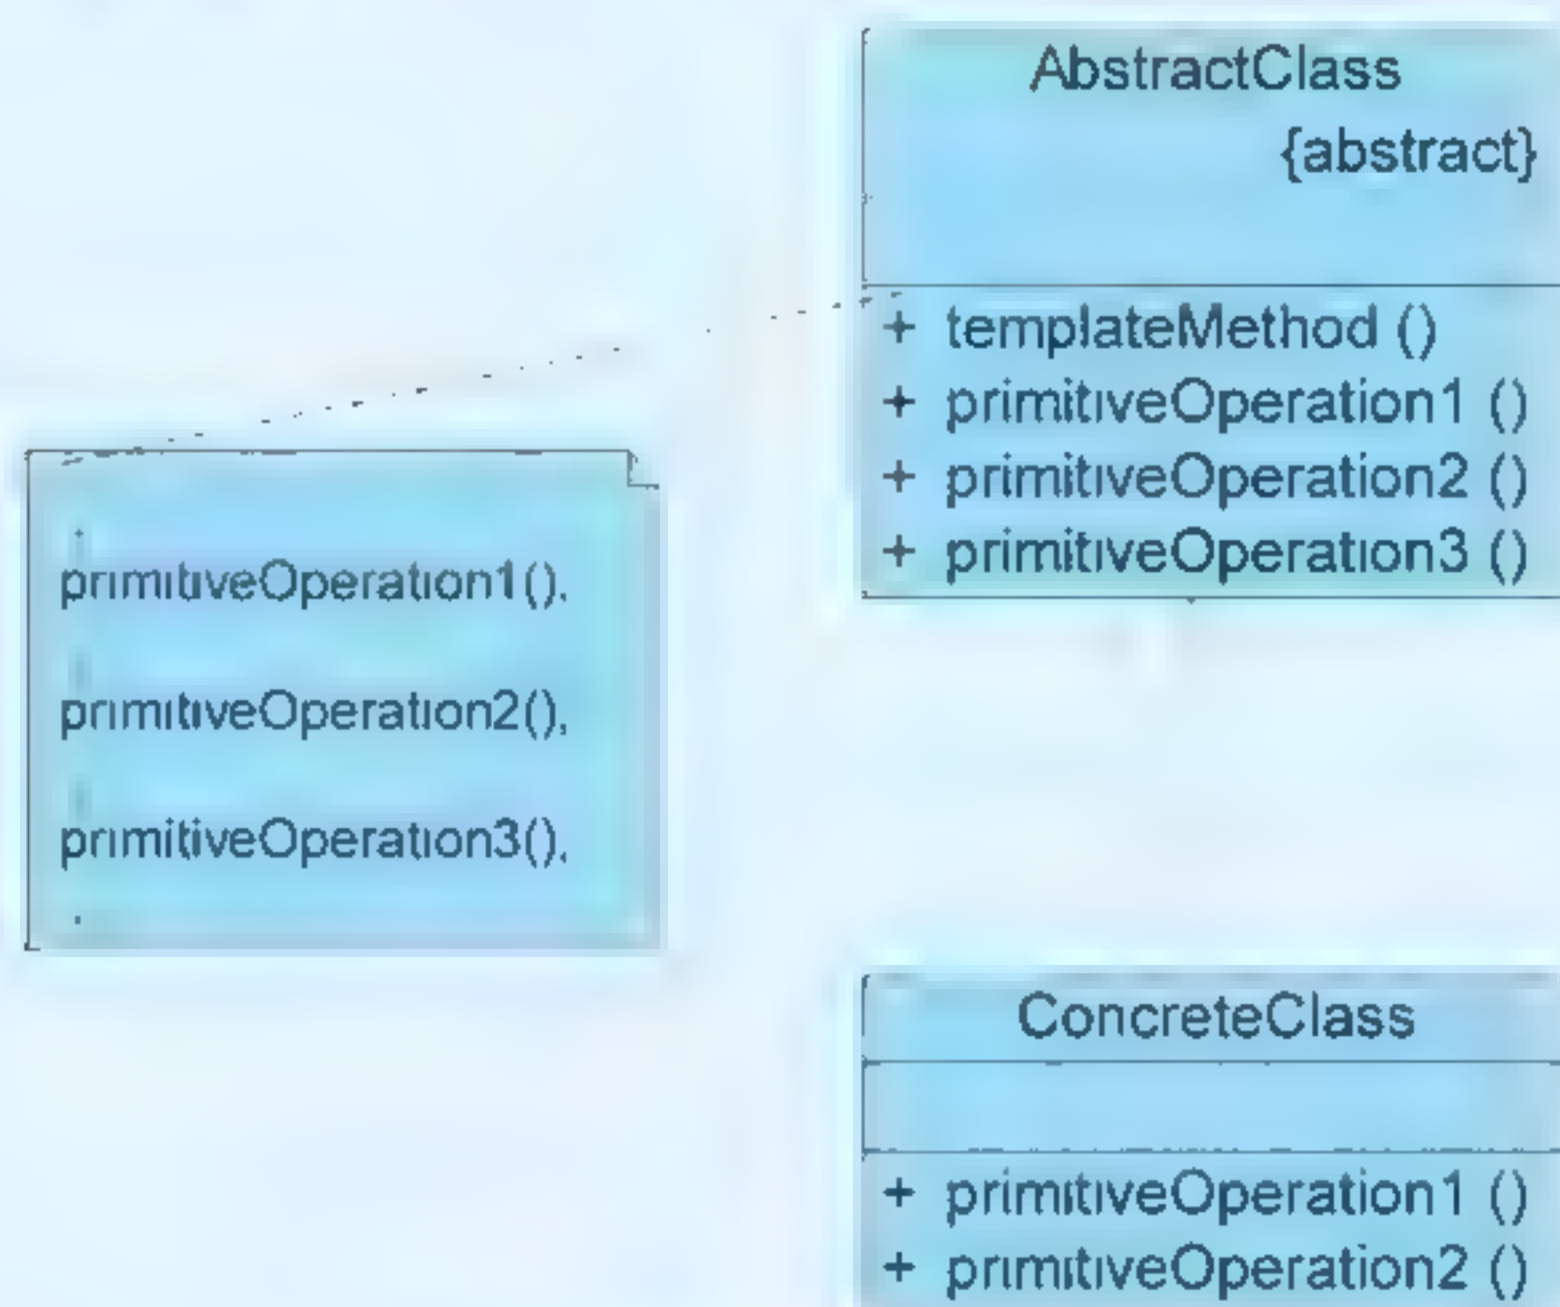 AbstractClass
{abstract}
+ templateMethod ()
+ primitiveOperation1 ()
+ primitiveOperation2 ()
+ primitiveOperation3 ()
.
primitiveOperation1(),
primitiveOperation2(),
primitiveOperation3(),
.
ConcreteClass
+ primitiveOperation1 ()
+ primitiveOperation2 ()